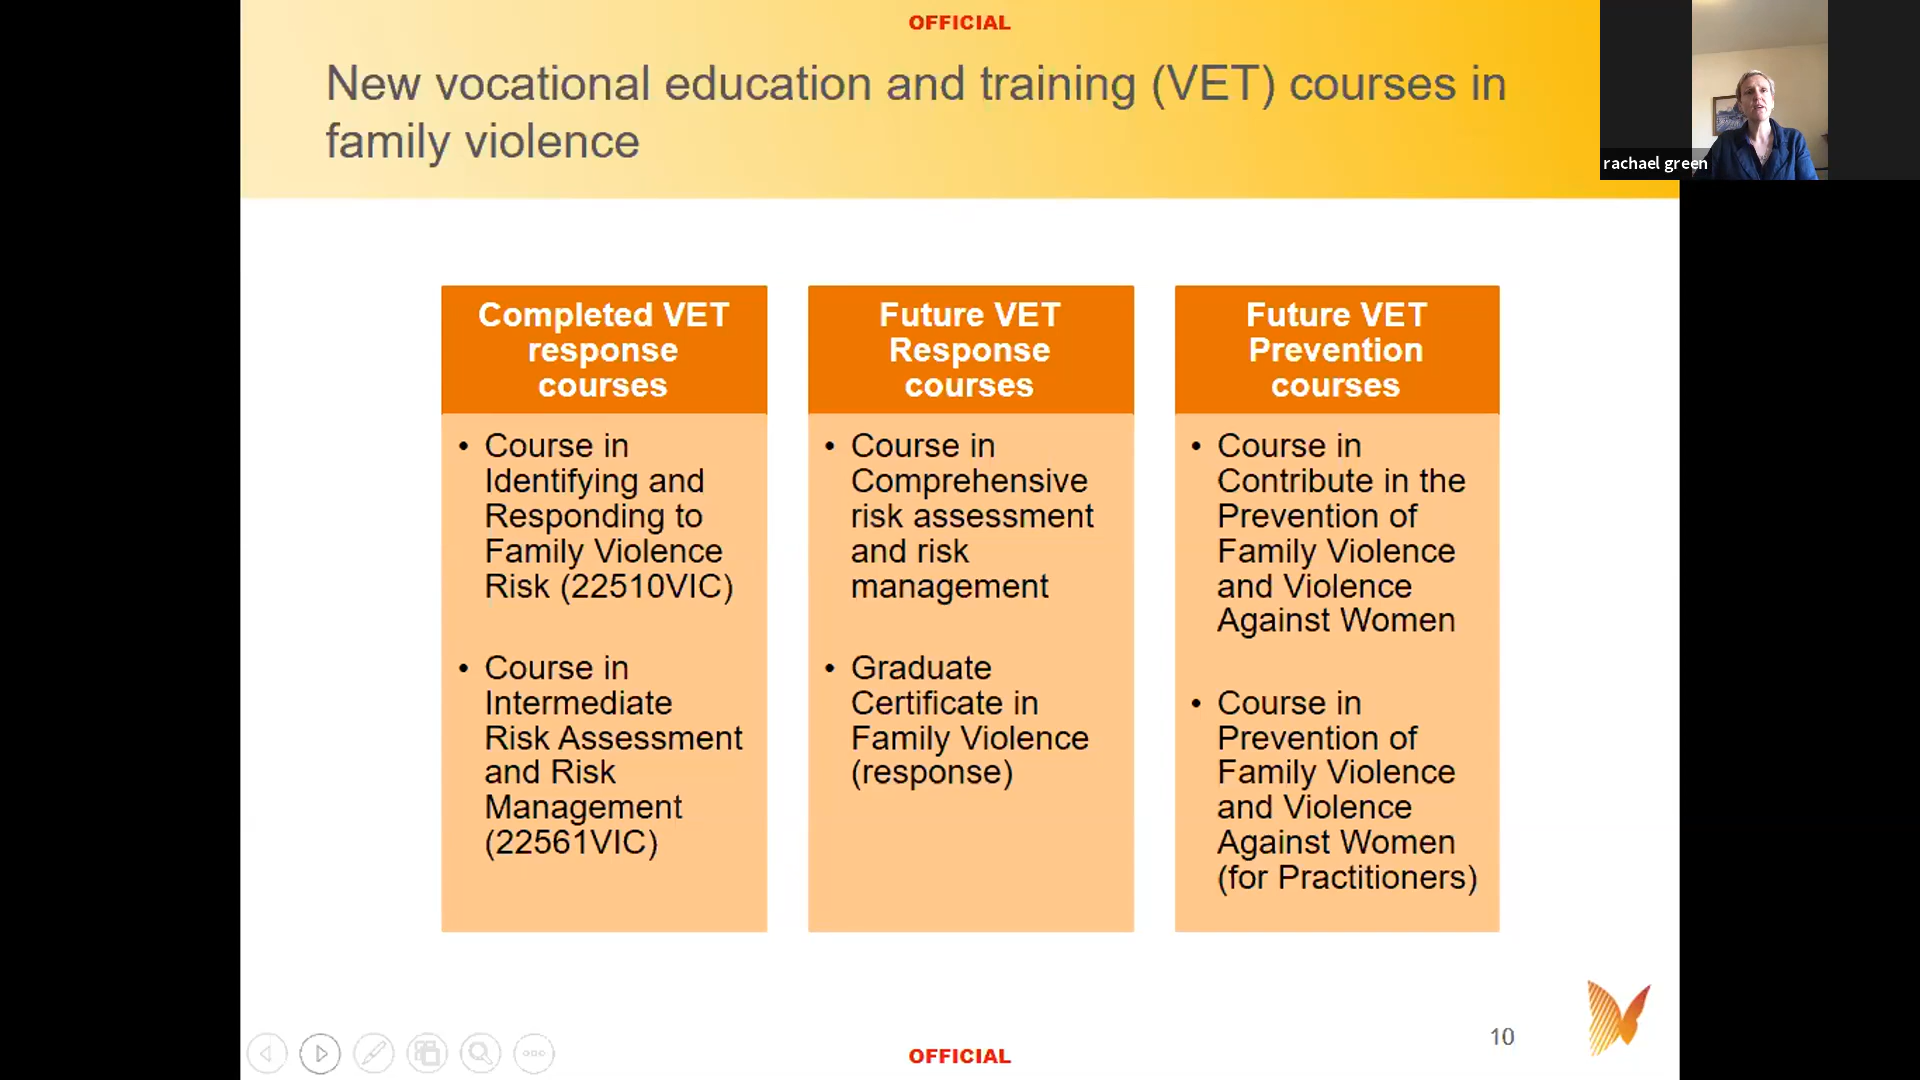 OFFICIAL
New vocational education and training (VET) courses in
family violence
rachael green
Completed VET
response
courses
• Course in
Identifying and
Responding to
Family Violence
Risk (22510VIC)
• Course in
Intermediate
Risk Assessment
and Risk
Management
(22561VIC)
Future VET
Response
courses
• Course in
Comprehensive
risk assessment
and risk
management
• Graduate
Certificate in
Family Violence
(response)
Future VET
Prevention
courses
• Course in
Contribute in the
Prevention of
Family Violence
and Violence
Against Women
• Course in
Prevention of
Family Violence
and Violence
Against Women
(for Practitioners)
10
OFFICIAL